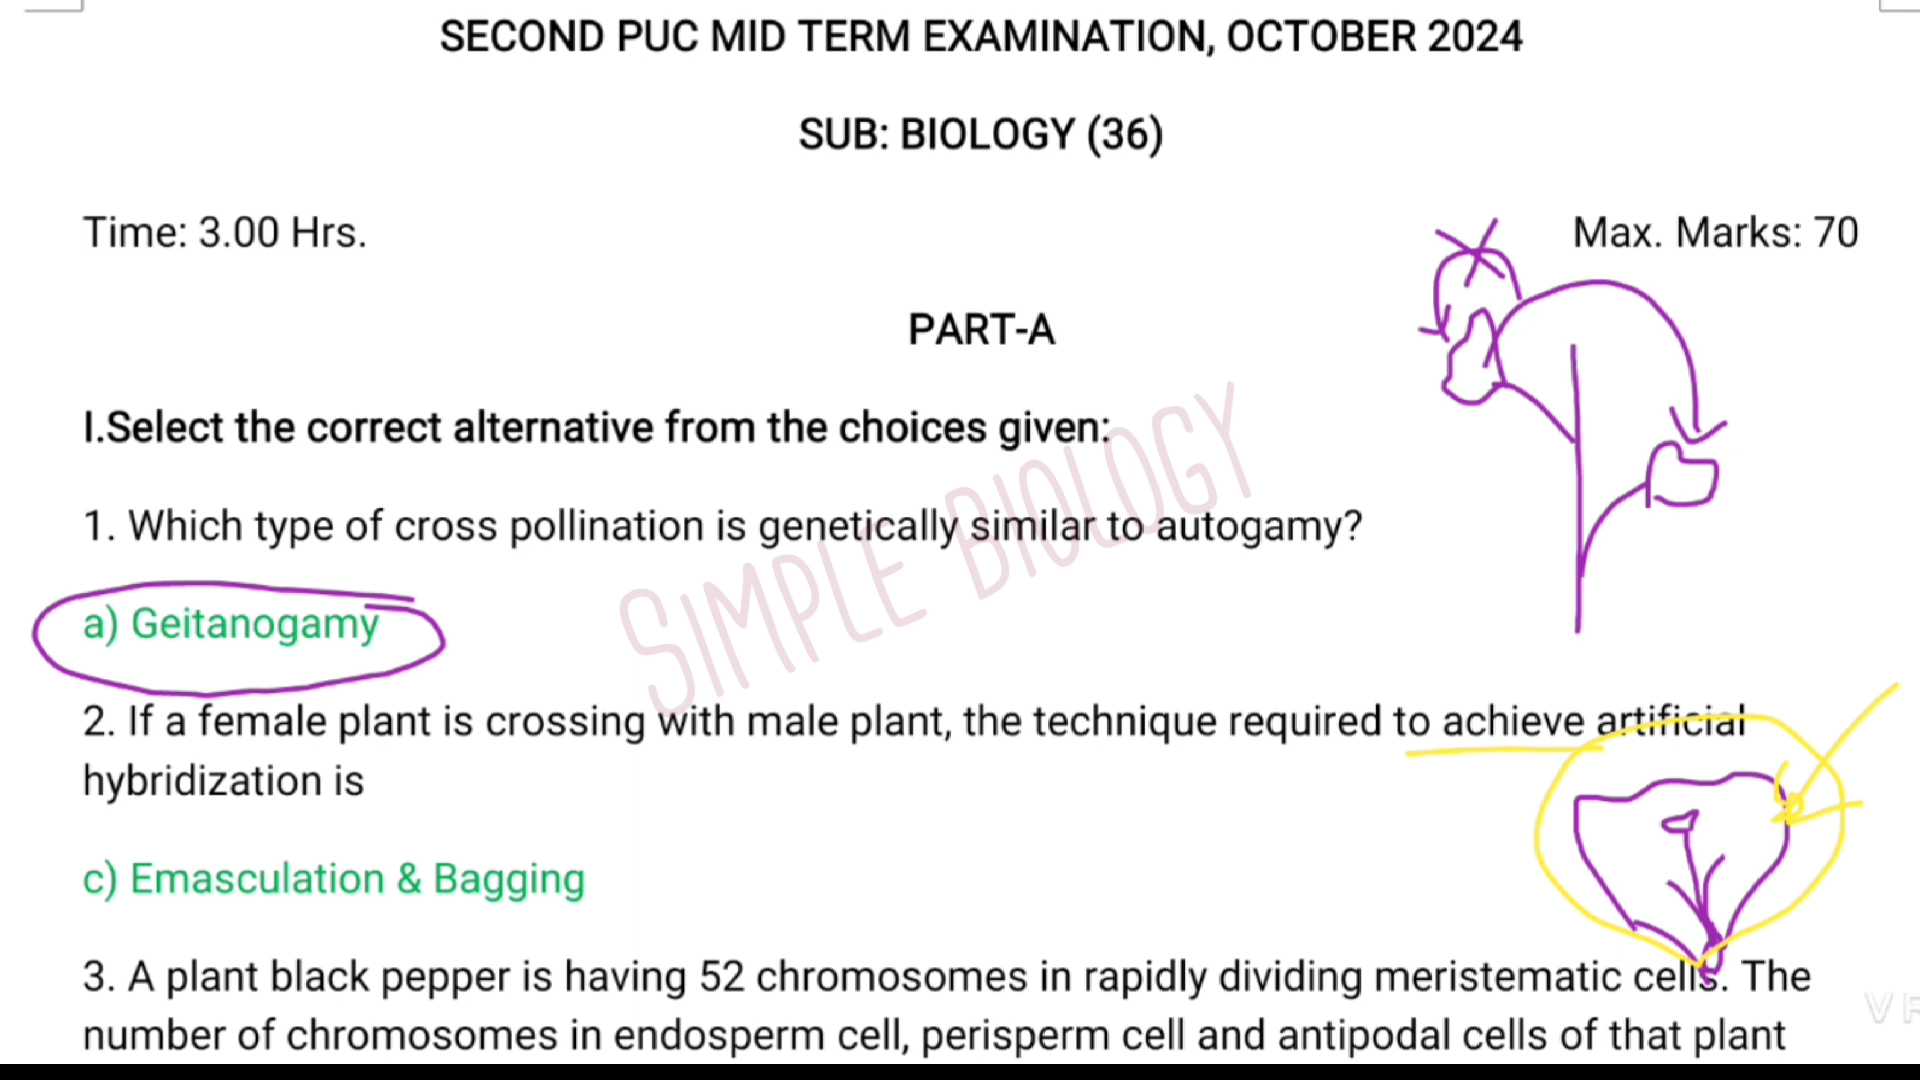 SECOND PUC MID TERM EXAMINATION, OCTOBER 2024
SUB: BIOLOGY (36)
Time: 3.00 Hrs.
Max. Marks: 70
PART-A
I.Select the correct alternative from the choices given:
1. Which type of cross pollination is genetically similar to autogamy?
a) Geitanogamy
SIMPLE BIOLOGY
2. If a female plant is crossing with male plant, the technique required to achieve artificial
hybridization is
c) Emasculation & Bagging
3. A plant black pepper is having 52 chromosomes in rapidly dividing meristematic cells. The
number of chromosomes in endosperm cell, perisperm cell and antipodal cells of that plant